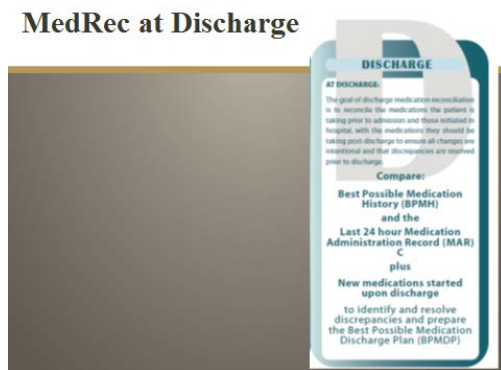 MedRec at Discharge
D
DISCHARGE
AT DISCHARGE:
The goal of discharge medication reconciliation
is to reconcile the medications the patient is
taking prior to admission and those initiated in
hospital, with the medications they should be
taking post-discharge to ensure all changes are
intentional and that discrepancies are resolved
prior to discharge.
Compare:
Best Possible Medication
History (BPMH)
and the
Last 24 hour Medication
Administration Record (MAR)
C
plus
New medications started
upon discharge
to identify and resolve
discrepancies and prepare
the Best Possible Medication
Discharge Plan (BPMDP)